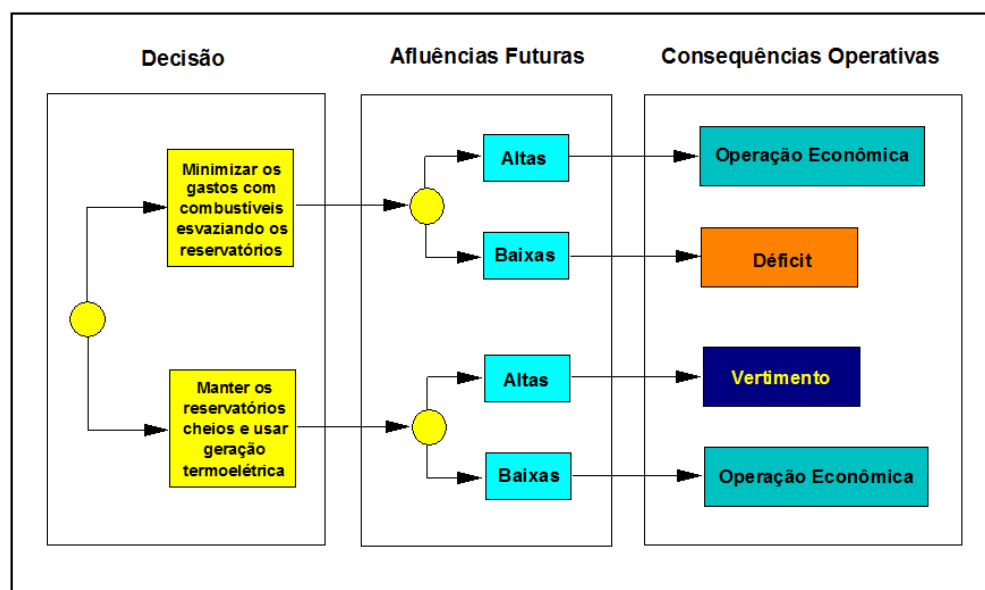 Decisão
Afluências Futuras
Consequências Operativas
Minimizar os
gastos com
combustíveis
esvaziando os
reservatórios
Altas
Operação Econômica
Baixas
Déficit
Manter os
reservatórios
cheios e usar
geração
termoelétrica
Altas
Vertimento
Baixas
Operação Econômica